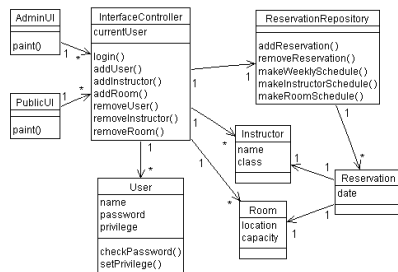 AdminUI
paint()
1
*
PublicUI
paint()
1
*
InterfaceController
currentUser
login()
addUser()
addInstructor()
addRoom()
removeUser()
removeInstructor()
removeRoom()
1
1
1
1
1
*
*
*
ReservationRepository
addReservation()
removeReservation()
makeWeeklySchedule()
makeInstructorSchedule()
makeRoomSchedule()
1
*
Instructor
name
class
1
1
Reservation
date
1
1
Room
location
capacity
User
name
password
privilege
checkPassword()
setPrivilege()